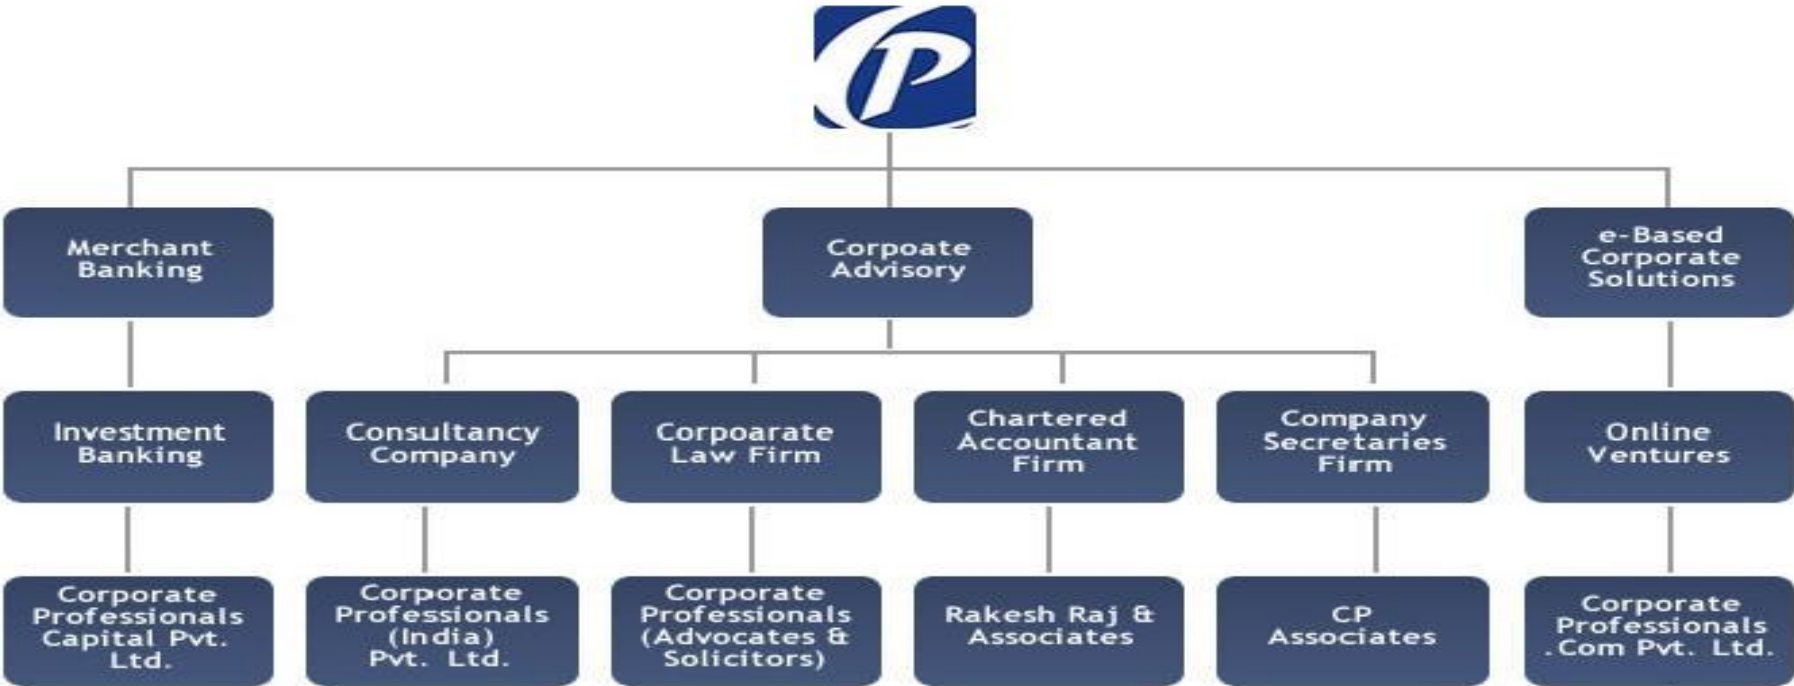 CP
Merchant
Banking
Corpoate
Advisory
e-Based
Corporate
Solutions
Investment
Banking
Consultancy
Company
Corpoarate
Law Firm
Chartered
Accountant
Firm
Company
Secretaries
Firm
Online
Ventures
Corporate
Professionals
Capital Pvt.
Ltd.
Corporate
Professionals
(India)
Pvt. Ltd.
Corporate
Professionals
(Advocates &
Solicitors)
Rakesh Raj &
Associates
CP
Associates
Corporate
Professionals
.Com Pvt. Ltd.